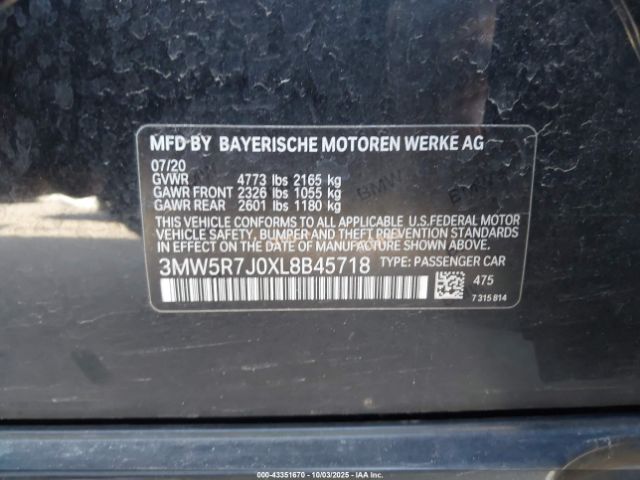 MFD BY BAYERISCHE MOTOREN WERKE AG
07/20
GVWR 4773 lbs 2165 kg
GAWR FRONT 2326 lbs 1055 kg
GAWR REAR 2601 lbs 1180 kg
THIS VEHICLE CONFORMS TO ALL APPLICABLE U.S.FEDERAL MOTOR
VEHICLE SAFETY, BUMPER AND THEFT PREVENTION STANDARDS
IN EFFECT ON THE DATE OF MANUFACTURE SHOWN ABOVE.
3MW5R7J0XL8B45718 TYPE: PASSENGER CAR
475
7 315 814
000-43351670 - 10/03/2025 - IAAI.COM